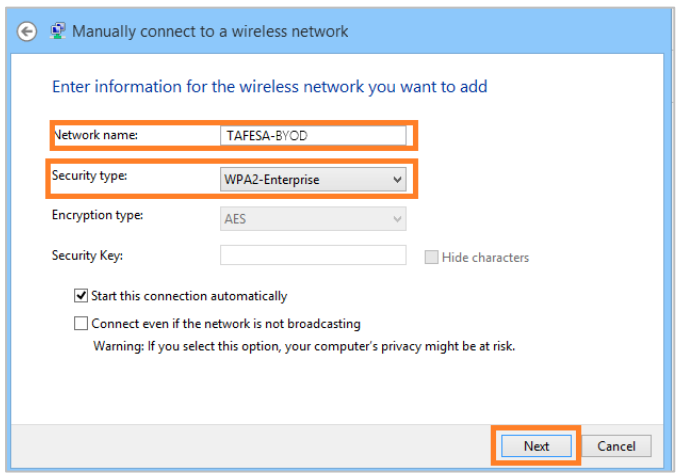 Manually connect to a wireless network
Enter information for the wireless network you want to add
Network name: TAFESA-BYOD
Security type: WPA2-Enterprise
Encryption type: AES
Security Key: Hide characters
Start this connection automatically
Connect even if the network is not broadcasting
Warning: If you select this option, your computer's privacy might be at risk.
Next Cancel